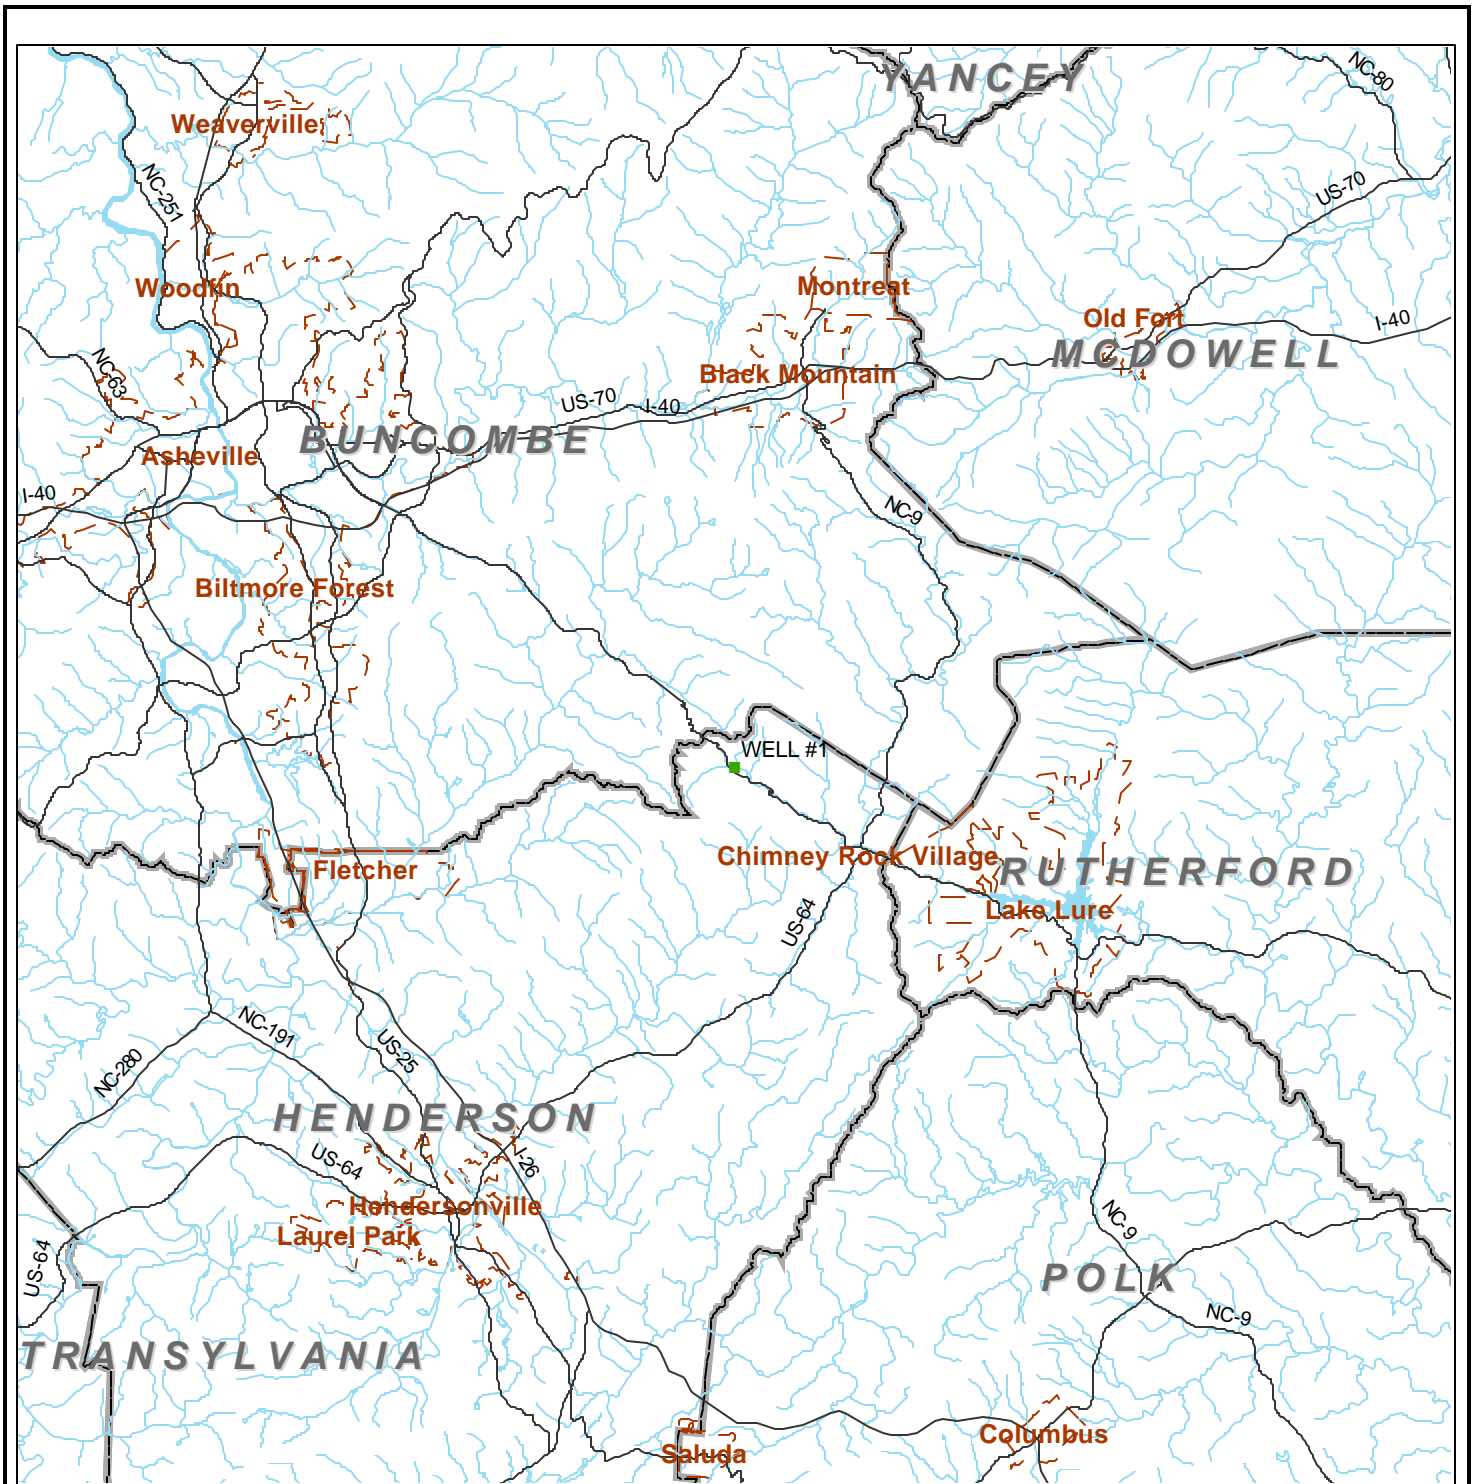 YANCEY
NC-80
Weaverville
NC-251
US-70
Woodfin
Montreat
Old Fort
I-40
MCDOWELL
NC-63
Black Mountain
US-70
I-40
BUNCOMBE
Asheville
I-40
NC-9
Biltmore Forest
WELL #1
Chimney Rock Village
RUTHERFORD
Fletcher
Lake Lure
US-64
NC-191
US-25
NC-280
HENDERSON
US-64
I-26
Hendersonville
Laurel Park
NC-9
US-64
POLK
NC-9
TRANSYLVANIA
Columbus
Saluda